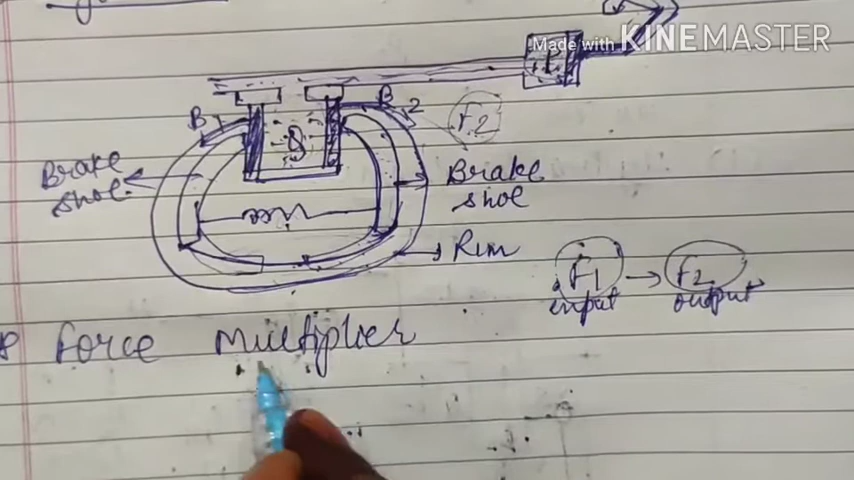 Made with KINEMASTER
P
B1
B2
F2
Brake shoe
Brake shoe
Rim
F1 → F2
input output
Force Multiplier